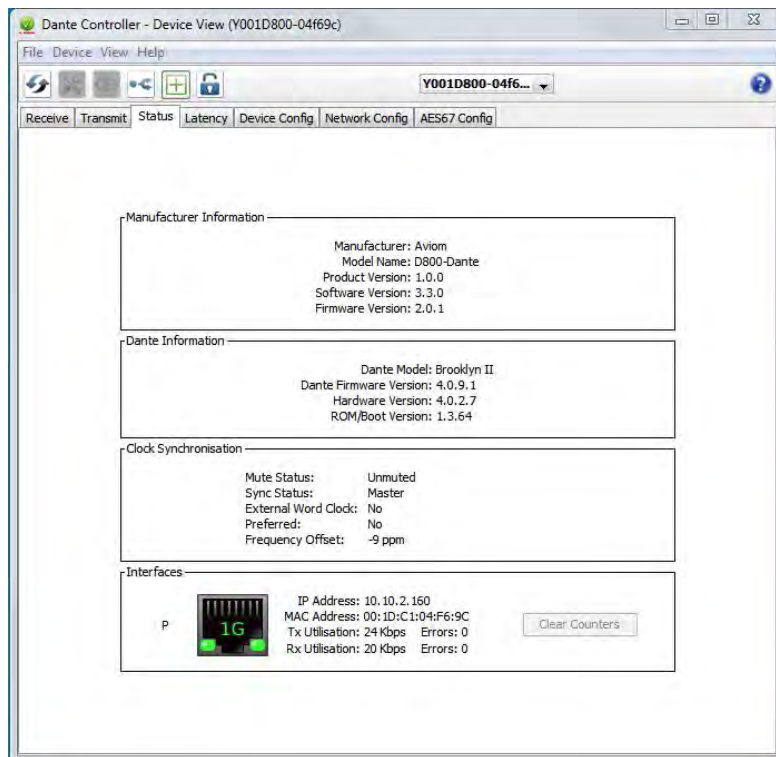 Dante Controller - Device View (Y001D800-04f69c)
File Device View Help
Y001D800-04f6...
Receive Transmit Status Latency Device Config Network Config AES67 Config
Manufacturer Information
Manufacturer: Aviom
Model Name: D800-Dante
Product Version: 1.0.0
Software Version: 3.3.0
Firmware Version: 2.0.1
Dante Information
Dante Model: Brooklyn II
Dante Firmware Version: 4.0.9.1
Hardware Version: 4.0.2.7
ROM/Boot Version: 1.3.64
Clock Synchronisation
Mute Status: Unmuted
Sync Status: Master
External Word Clock: No
Preferred: No
Frequency Offset: -9 ppm
Interfaces
P
1G
IP Address: 10.10.2.160
MAC Address: 00:1D:C1:04:F6:9C
Tx Utilisation: 24 Kbps Errors: 0
Rx Utilisation: 20 Kbps Errors: 0
Clear Counters